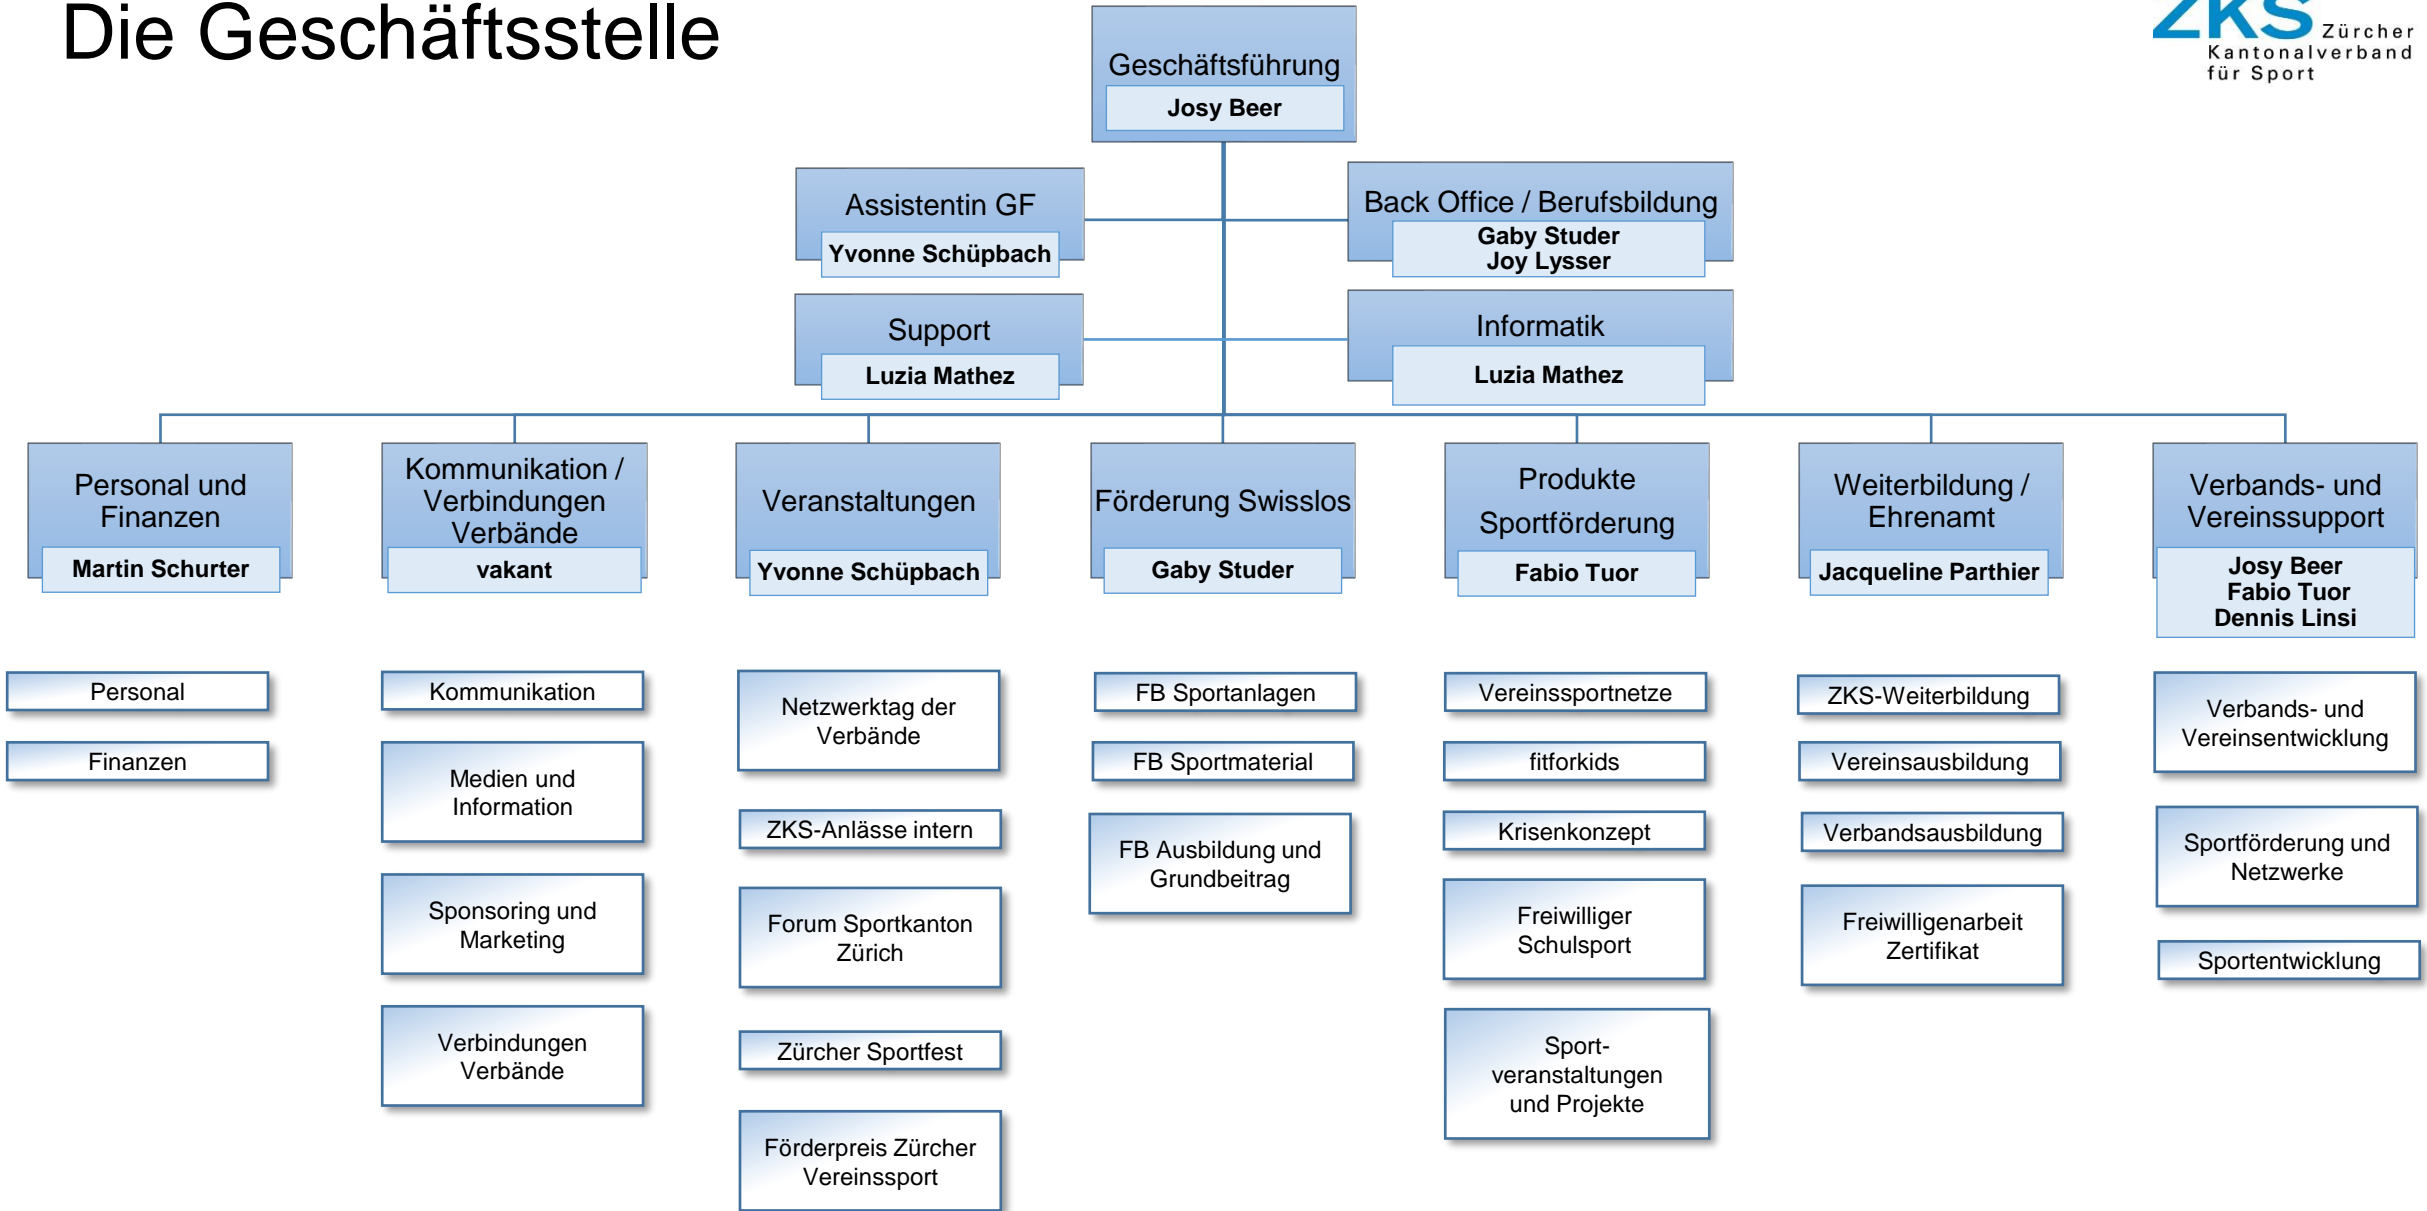 Die Geschäftsstelle
ZKS Zürcher
Kantonalverband
für Sport
Geschäftsführung
Josy Beer
Assistentin GF
Yvonne Schüpbach
Back Office / Berufsbildung
Gaby Studer
Joy Lysser
Support
Luzia Mathez
Informatik
Luzia Mathez
Personal und
Finanzen
Martin Schurter
Kommunikation /
Verbindungen
Verbände
vakant
Veranstaltungen
Yvonne Schüpbach
Förderung Swisslos
Gaby Studer
Produkte
Sportförderung
Fabio Tuor
Weiterbildung /
Ehrenamt
Jacqueline Parthier
Verbands- und
Vereinssupport
Josy Beer
Fabio Tuor
Dennis Linsi
Personal
Finanzen
Kommunikation
Medien und
Information
Sponsoring und
Marketing
Verbindungen
Verbände
Netzwerktag der
Verbände
ZKS-Anlässe intern
Forum Sportkanton
Zürich
Zürcher Sportfest
Förderpreis Zürcher
Vereinssport
FB Sportanlagen
FB Sportmaterial
FB Ausbildung und
Grundbeitrag
Vereinssportnetze
fitforkids
Krisenkonzept
Freiwilliger
Schulsport
Sport-
veranstaltungen
und Projekte
ZKS-Weiterbildung
Vereinsausbildung
Verbandsausbildung
Freiwilligenarbeit
Zertifikat
Verbands- und
Vereinsentwicklung
Sportförderung und
Netzwerke
Sportentwicklung